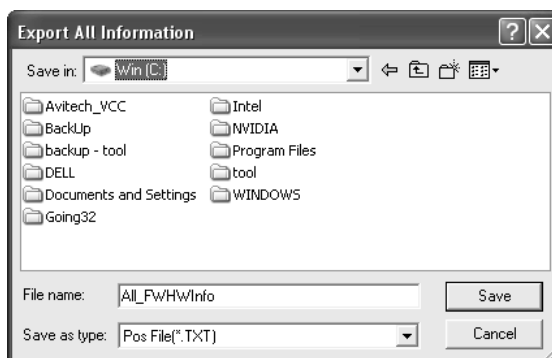 Export All Information
Save in: Win (C:)
Avitech_VCC
BackUp
backup - tool
DELL
Documents and Settings
Going32
Intel
NVIDIA
Program Files
tool
WINDOWS
File name: All_FWHWInfo
Save
Save as type: Pos File(*.TXT)
Cancel